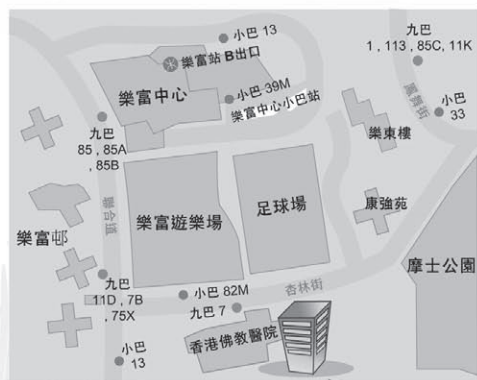 小巴 13
樂富站 B出口
九巴
1 , 113 , 85C , 11K
樂富中心
小巴 39M
樂富中心小巴站
小巴
33
九巴
85 , 85A
, 85B
樂東樓
聯合道
樂富遊樂場
足球場
康強苑
樂富邨
摩士公園
九巴
11D , 7B
, 75X
小巴 82M
杏林街
九巴 7
香港佛教醫院
小巴
13